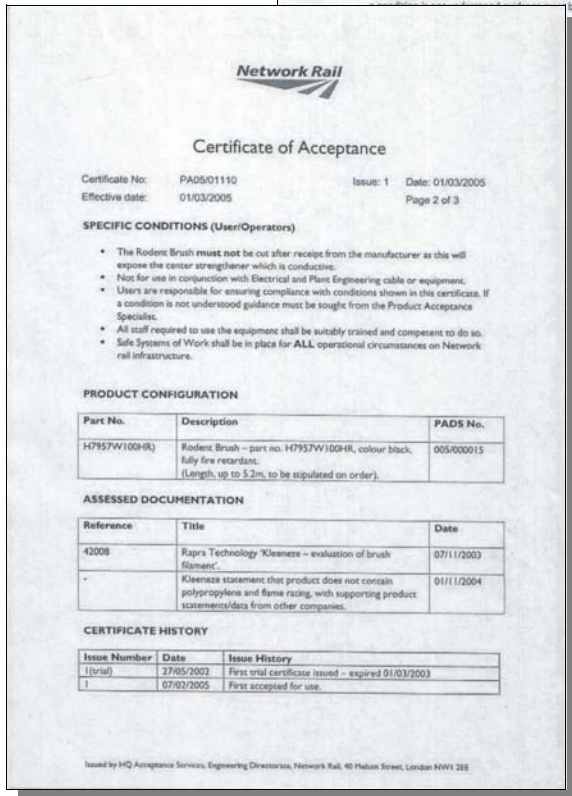 Network Rail
Certificate of Acceptance
Certificate No: PA05/01110 Issue: 1 Date: 01/03/2005
Effective date: 01/03/2005 Page 2 of 3
SPECIFIC CONDITIONS (User/Operators)
• The Rodent Brush must not be cut after receipt from the manufacturer as this will
expose the center strengthener which is conductive.
• Not for use in conjunction with Electrical and Plant Engineering cable or equipment.
• Users are responsible for ensuring compliance with conditions shown in this certificate. If
a condition is not understood guidance must be sought from the Product Acceptance
Specialist.
• All staff required to use the equipment shall be suitably trained and competent to do so.
• Safe Systems of Work shall be in place for ALL operational circumstances on Network
rail infrastructure.
PRODUCT CONFIGURATION
Part No. Description PADS No.
H7957W100HR) Rodent Brush – part no. H7957W100HR, colour black, 005/000015
fully fire retardant.
(Length, up to 5.2m, to be stipulated on order).
ASSESSED DOCUMENTATION
Reference Title Date
42008 Rapra Technology 'Kleeneze – evaluation of brush 07/11/2003
filament'.
- Kleeneze statement that product does not contain 01/11/2004
polypropylene and flame rating, with supporting product
statements/data from other companies.
CERTIFICATE HISTORY
Issue Number Date Issue History
1(trial) 27/05/2002 First trial certificate issued – expired 01/03/2003
1 07/02/2005 First accepted for use.
Issued by HQ Acceptance Services, Engineering Directorate, Network Rail, 40 Melton Street, London NW1 2EE